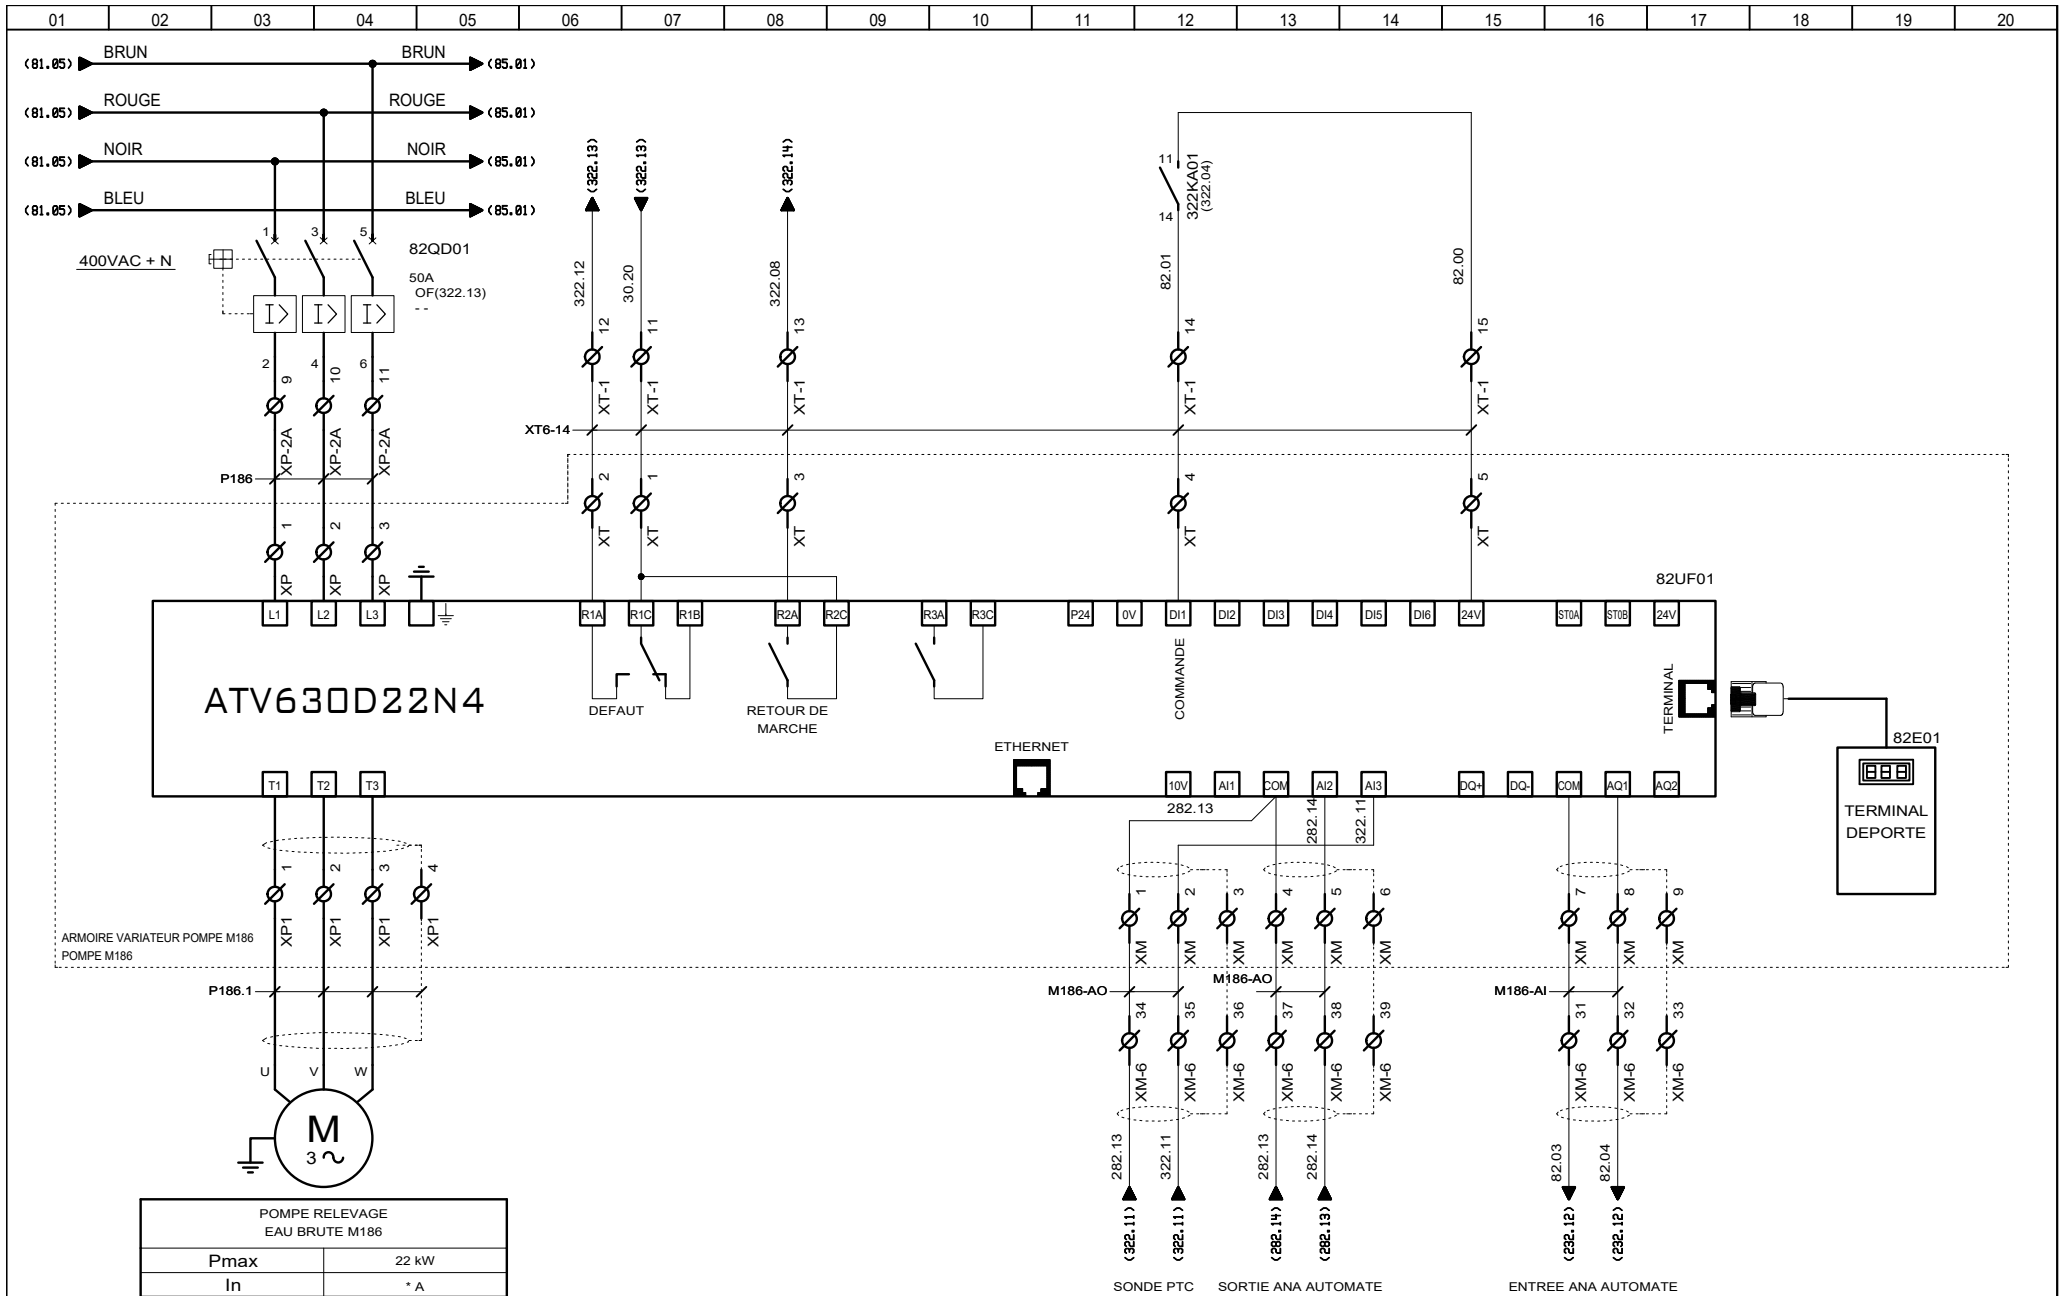 01 02 03 04 05 06 07 08 09 10 11 12 13 14 15 16 17 18 19 20
(81.05) BRUN BRUN (85.01)
(81.05) ROUGE ROUGE (85.01)
(81.05) NOIR NOIR (85.01)
(81.05) BLEU BLEU (85.01)
(322.13) (322.13) (322.14)
11
14
322KA01
(322.04)
400VAC + N
1 3 5
82QD01
50A
OF(322.13)
- -
I> I> I>
322.12 30.20 322.08 82.01 82.00
2 4 6
9 10 11
12 11 13 14 15
XP-2A XP-2A XP-2A
XT-1 XT-1 XT-1 XT-1 XT-1
XT6-14
P186
2 1 3 4 5
XT XT XT XT XT
1 2 3
XP XP XP
82UF01
L1 L2 L3 R1A R1C R1B R2A R2C R3A R3C P24 0V DI1 DI2 DI3 DI4 DI5 DI6 24V STOA STOB 24V
COMMANDE
TERMINAL
ATV630D22N4
DEFAUT
RETOUR DE
MARCHE
ETHERNET
82E01
TERMINAL
DEPORTE
T1 T2 T3 10V AI1 COM AI2 AI3 DQ+ DQ- COM AQ1 AQ2
282.13 282.14 322.11
1 2 3 4
XP1 XP1 XP1 XP1
1 2 3 4 5 6 7 8 9
XM XM XM XM XM XM XM XM XM
ARMOIRE VARIATEUR POMPE M186
POMPE M186
P186.1
M186-AO M186-AO M186-AI
34 35 36 37 38 39 31 32 33
XM-6 XM-6 XM-6 XM-6 XM-6 XM-6 XM-6 XM-6 XM-6
U V W
M
3
282.13 322.11 282.13 282.14 82.03 82.04
(322.11) (322.11) (282.14) (282.13) (232.12) (232.12)
SONDE PTC SORTIE ANA AUTOMATE ENTREE ANA AUTOMATE
POMPE RELEVAGE
EAU BRUTE M186
Pmax 22 kW
In * A